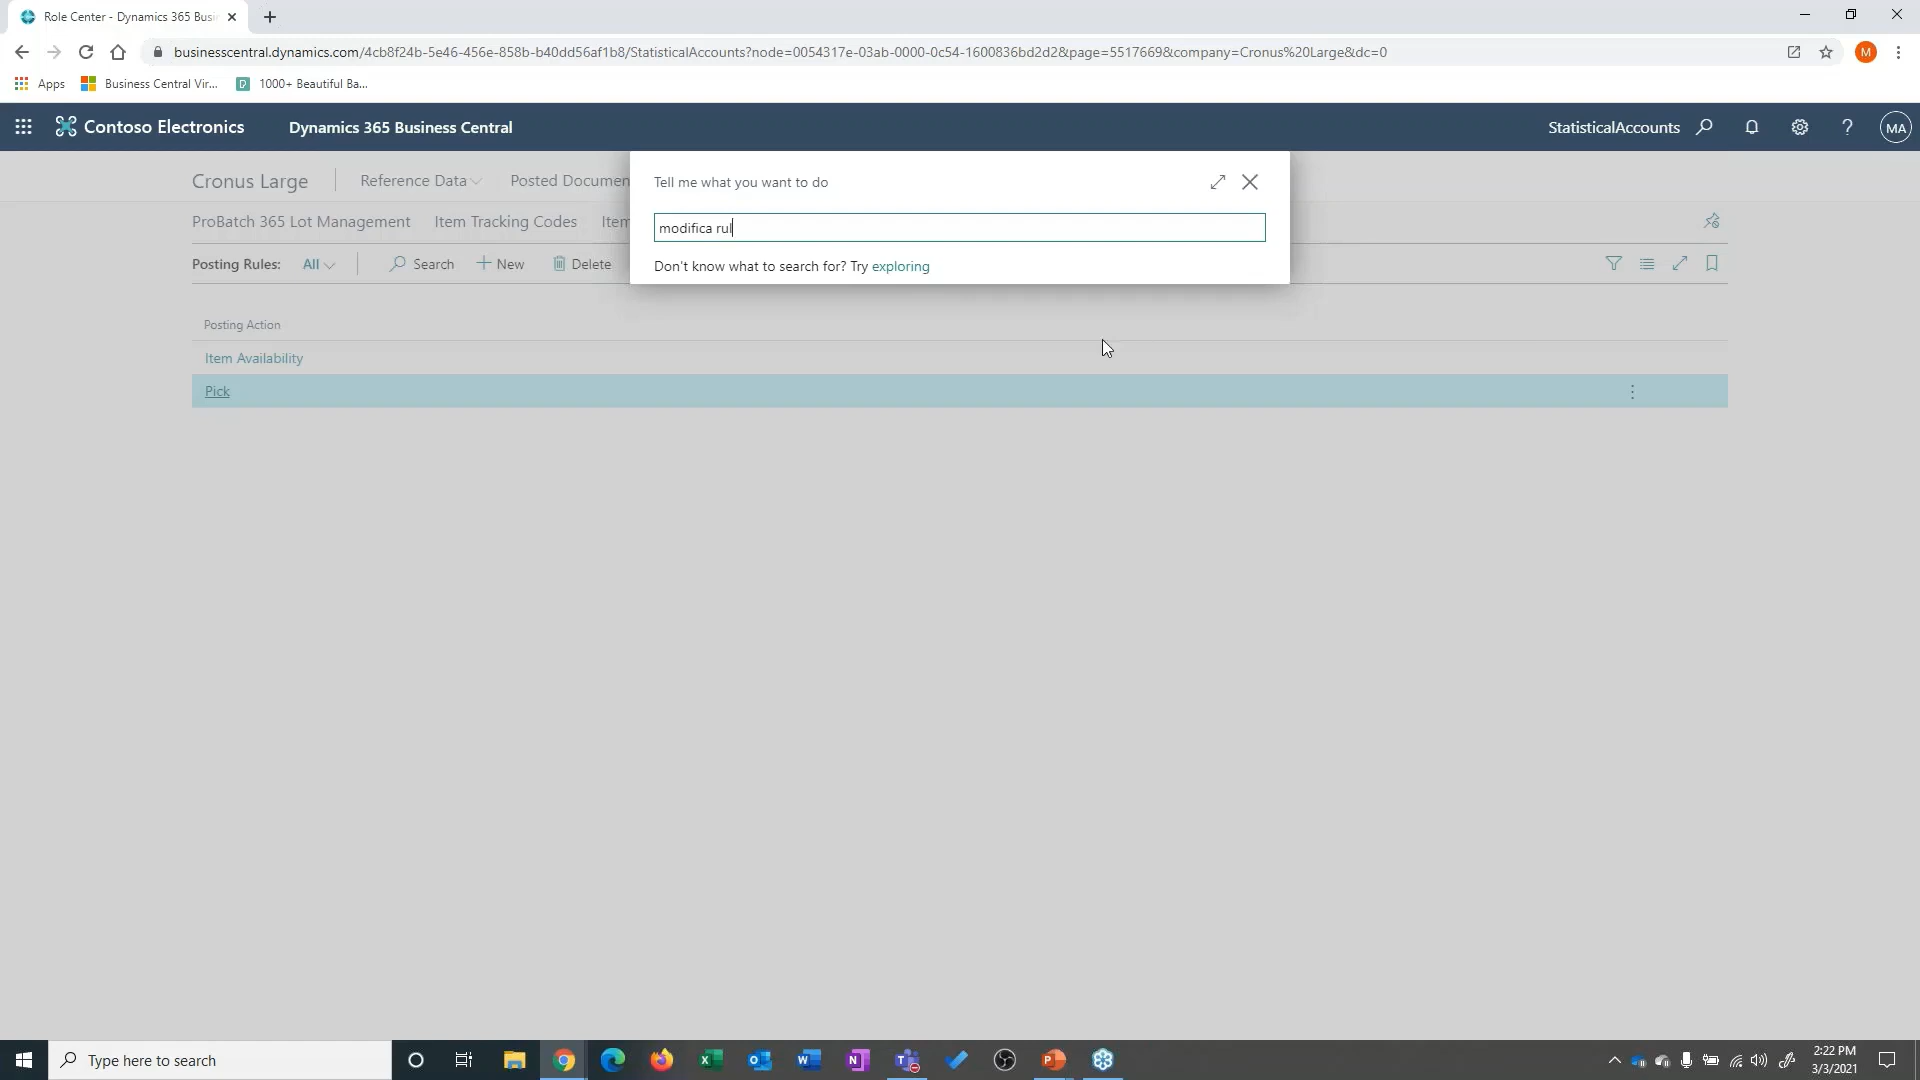 Role Center - Dynamics 365 Busi
businesscentral.dynamics.com/4cb8f24b-5e46-456e-858b-b40dd56af1b8/StatisticalAccounts?node=0054317e-03ab-0000-0c54-1600836bd2d2&page=5517669&company=Cronus%20Large&dc=0
M
Apps
Business Central Vir...
1000+ Beautiful Ba...
Contoso Electronics
Dynamics 365 Business Central
StatisticalAccounts
MA
Cronus Large
Reference Data
Posted Documen
Tell me what you want to do
ProBatch 365 Lot Management
Item Tracking Codes
Item
modifica rul
Posting Rules:
All
Search
New
Delete
Don't know what to search for? Try exploring
Posting Action
Item Availability
Pick
Type here to search
2:22 PM
3/3/2021